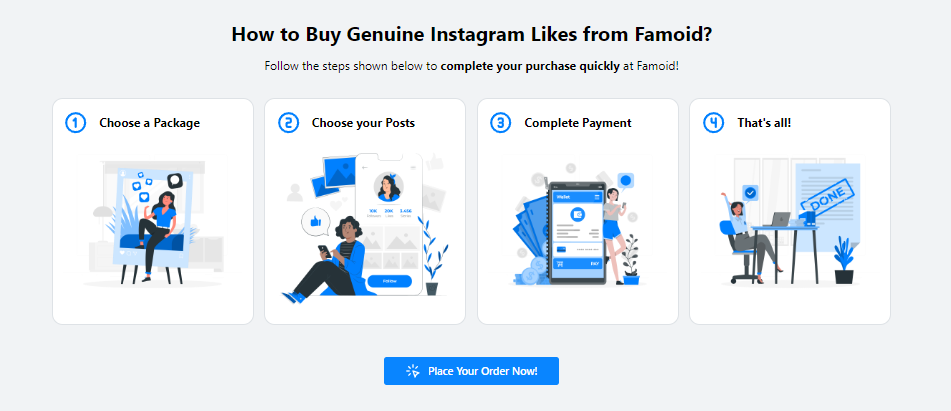 How to Buy Genuine Instagram Likes from Famoid?
Follow the steps shown below to complete your purchase quickly at Famoid!
1 Choose a Package
2 Choose your Posts
3 Complete Payment
4 That's all!
10K 20K 3.45K
Follow
Wallet
PAY
DONE
Place Your Order Now!